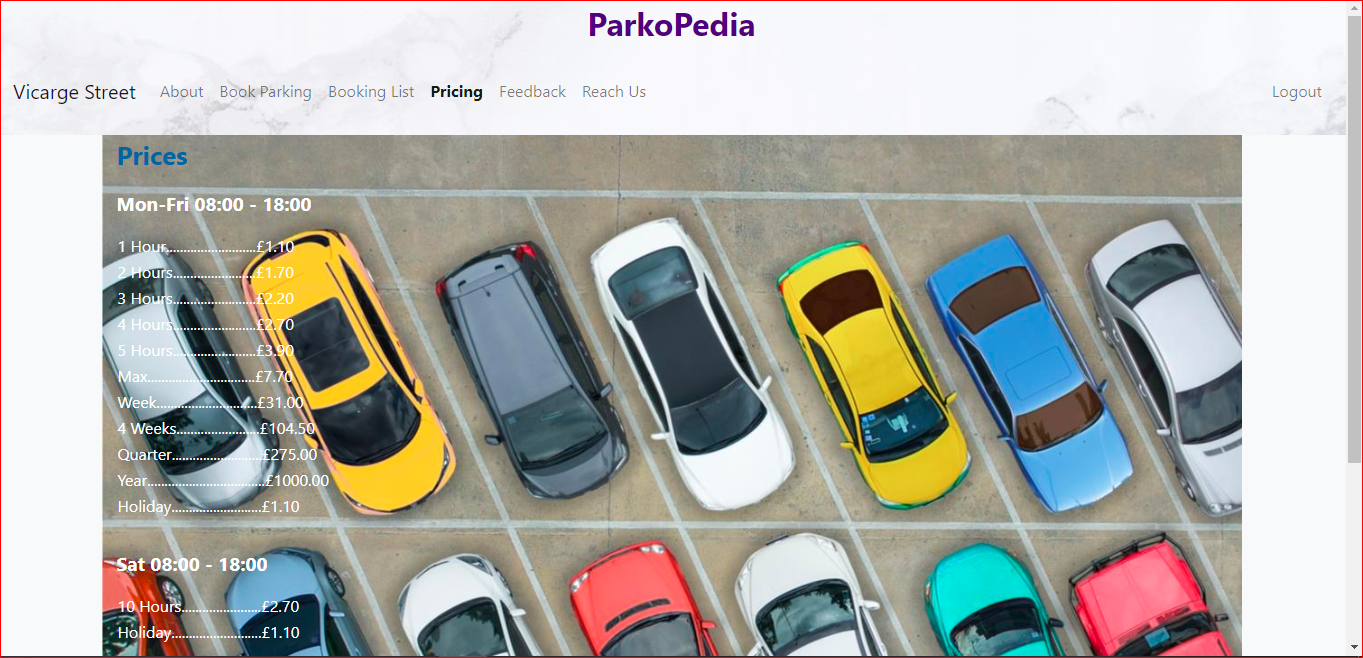 ParkoPedia
Vicarge Street About Book Parking Booking List Pricing Feedback Reach Us Logout
Prices
Mon-Fri 08:00 - 18:00
1 Hour..........................£1.10
2 Hours........................£1.70
3 Hours........................£2.20
4 Hours........................£2.70
5 Hours........................£3.90
Max...............................£7.70
Week.............................£31.00
4 Weeks........................£104.50
Quarter..........................£275.00
Year..................................£1000.00
Holiday..........................£1.10
Sat 08:00 - 18:00
10 Hours.......................£2.70
Holiday..........................£1.10